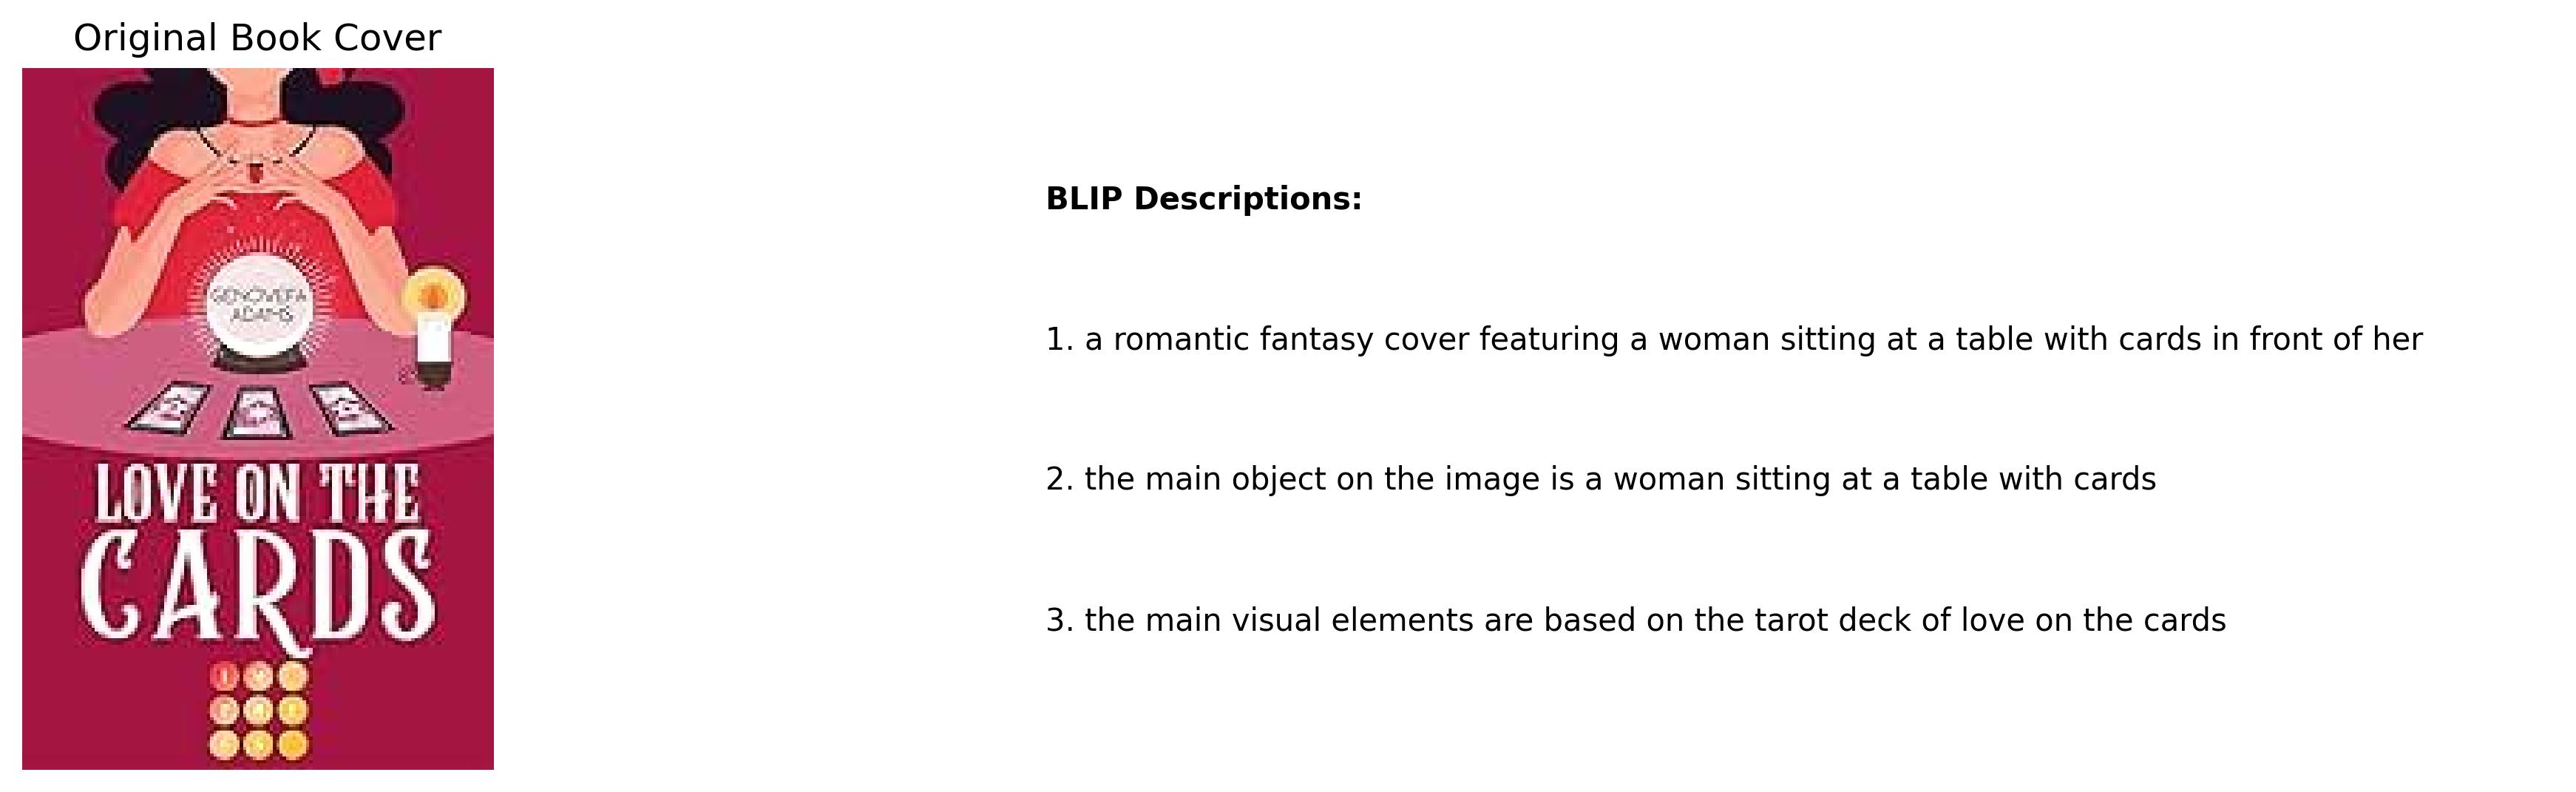 Original Book Cover
GENOVEFA
ADAMS
LOVE ON THE
CARDS
BLIP Descriptions:
1. a romantic fantasy cover featuring a woman sitting at a table with cards in front of her
2. the main object on the image is a woman sitting at a table with cards
3. the main visual elements are based on the tarot deck of love on the cards